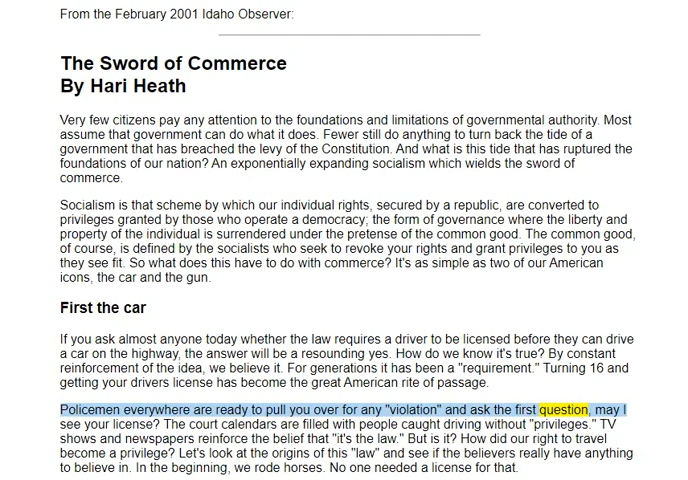 From the February 2001 Idaho Observer:
The Sword of Commerce
By Hari Heath
Very few citizens pay any attention to the foundations and limitations of governmental authority. Most
assume that government can do what it does. Fewer still do anything to turn back the tide of a
government that has breached the levy of the Constitution. And what is this tide that has ruptured the
foundations of our nation? An exponentially expanding socialism which wields the sword of
commerce.
Socialism is that scheme by which our individual rights, secured by a republic, are converted to
privileges granted by those who operate a democracy; the form of governance where the liberty and
property of the individual is surrendered under the pretense of the common good. The common good,
of course, is defined by the socialists who seek to revoke your rights and grant privileges to you as
they see fit. So what does this have to do with commerce? It's as simple as two of our American
icons, the car and the gun.
First the car
If you ask almost anyone today whether the law requires a driver to be licensed before they can drive
a car on the highway, the answer will be a resounding yes. How do we know it's true? By constant
reinforcement of the idea, we believe it. For generations it has been a "requirement." Turning 16 and
getting your drivers license has become the great American rite of passage.
Policemen everywhere are ready to pull you over for any "violation" and ask the first question, may I
see your license? The court calendars are filled with people caught driving without "privileges." TV
shows and newspapers reinforce the belief that "it's the law." But is it? How did our right to travel
become a privilege? Let's look at the origins of this "law" and see if the believers really have anything
to believe in. In the beginning, we rode horses. No one needed a license for that.